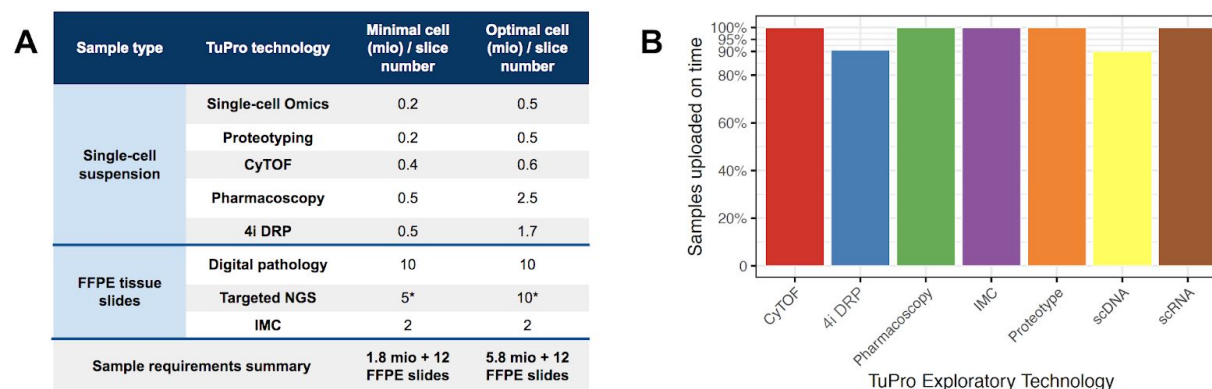 A
Sample type
TuPro technology
Minimal cell
(mio) / slice
number
Optimal cell
(mio) / slice
number
Single-cell
suspension
Single-cell Omics 0.2 0.5
Proteotyping 0.2 0.5
CyTOF 0.4 0.6
Pharmacoscopy 0.5 2.5
4i DRP 0.5 1.7
FFPE tissue
slides
Digital pathology 10 10
Targeted NGS 5* 10*
IMC 2 2
Sample requirements summary
1.8 mio + 12
FFPE slides
5.8 mio + 12
FFPE slides
B
Samples uploaded on time
100%
95%
90%
80%
60%
40%
20%
0
CyTOF
4i DRP
Pharmacoscopy
IMC
Proteotype
scDNA
scRNA
TuPro Exploratory Technology